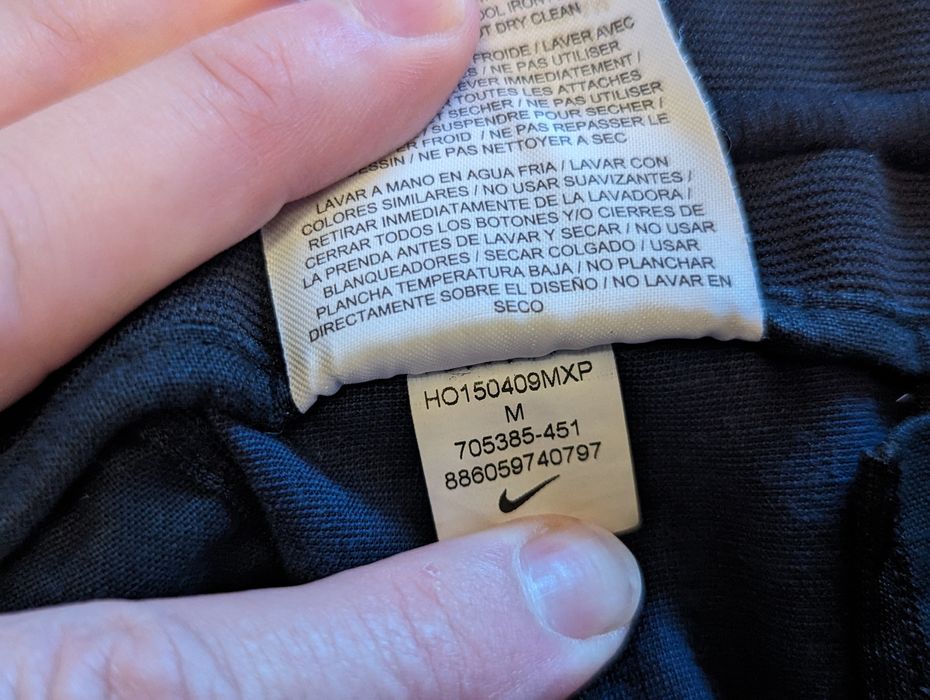 OOL IRON
DRY CLEAN
FROIDE / LAVER AVEC
/ NE PAS UTILISER
IMMEDIATEMENT /
TOUTES LES ATTACHES
SECHER / NE PAS UTILISER
/ SUSPENDRE POUR SECHER /
FROID / NE PAS REPASSER LE
ESSIN / NE PAS NETTOYER A SEC
LAVAR A MANO EN AGUA FRIA / LAVAR CON
COLORES SIMILARES / NO USAR SUAVIZANTES /
RETIRAR IMMEDIATAMENTE DE LA LAVADORA /
CERRAR TODOS LOS BOTONES Y/O CIERRES DE
LA PRENDA ANTES DE LAVAR Y SECAR / NO USAR
BLANQUEADORES / SECAR COLGADO / USAR
PLANCHA TEMPERATURA BAJA / NO PLANCHAR
DIRECTAMENTE SOBRE EL DISEÑO / NO LAVAR EN
SECO
HO150409MXP
M
705385-451
886059740797